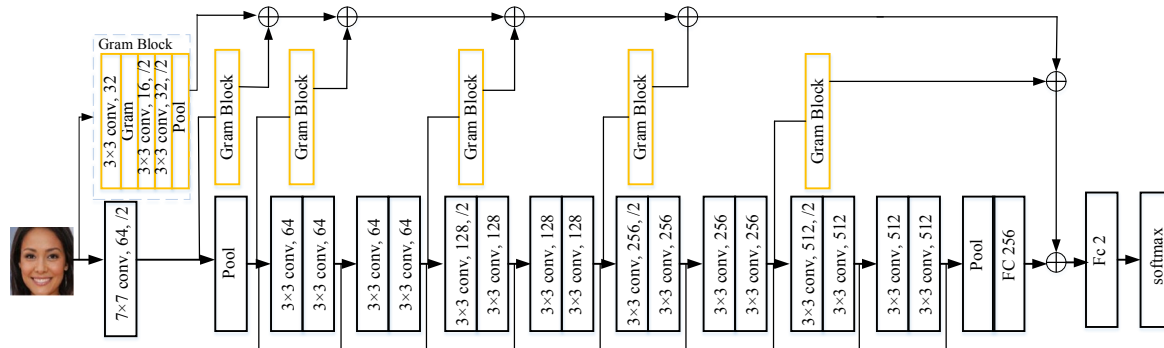 Gram Block
3×3 conv, 32
Gram
3×3 conv, 16, /2
3×3 conv, 32, /2
Pool
Gram Block
Gram Block
Gram Block
Gram Block
Gram Block
7×7 conv, 64, /2
Pool
3×3 conv, 64
3×3 conv, 64
3×3 conv, 64
3×3 conv, 64
3×3 conv, 128, /2
3×3 conv, 128
3×3 conv, 128
3×3 conv, 128
3×3 conv, 256, /2
3×3 conv, 256
3×3 conv, 256
3×3 conv, 256
3×3 conv, 512, /2
3×3 conv, 512
3×3 conv, 512
3×3 conv, 512
Pool
FC 256
Fc 2
softmax